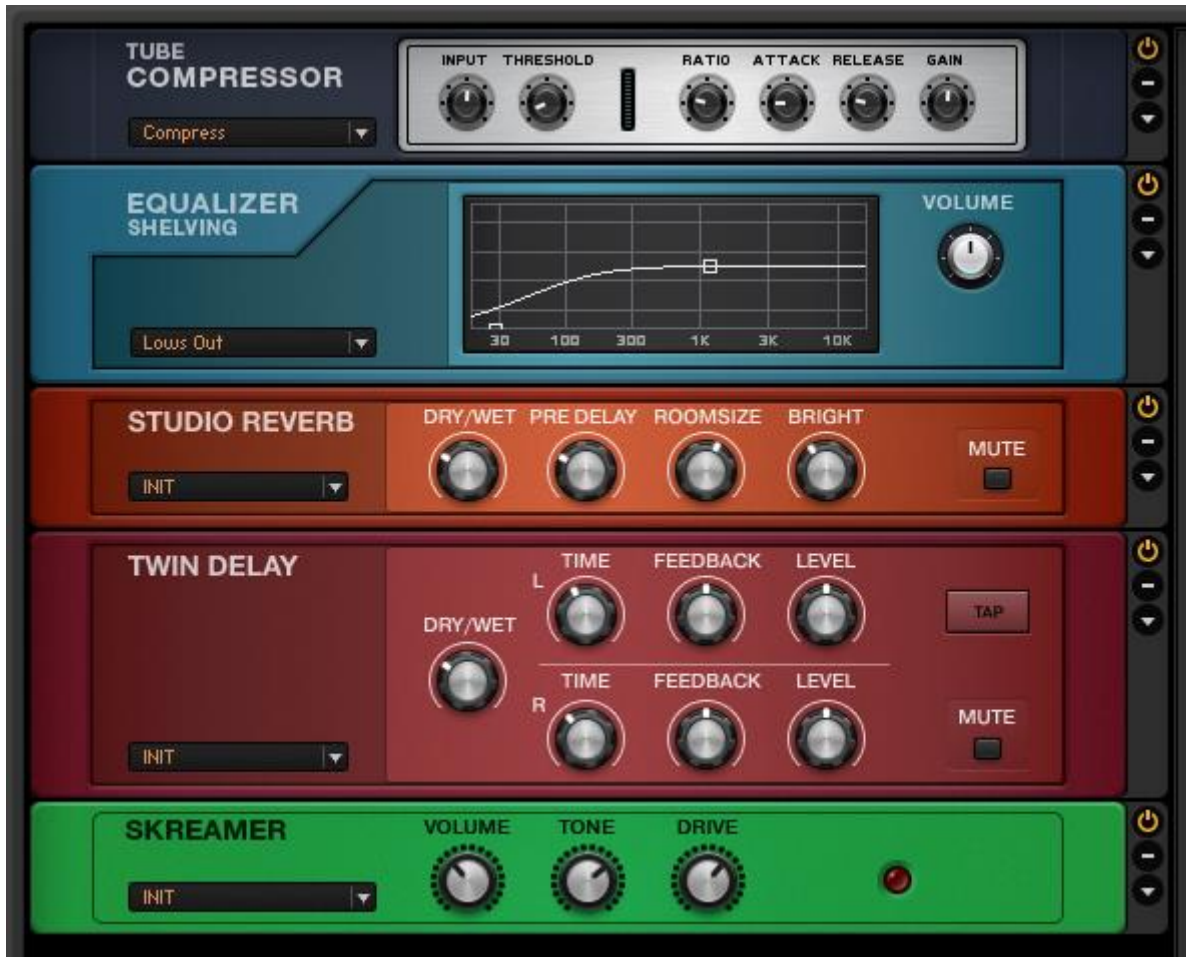 TUBE
COMPRESSOR
Compress
INPUT THRESHOLD RATIO ATTACK RELEASE GAIN
EQUALIZER
SHELVING
Lows Out
30 100 300 1K 3K 10K
VOLUME
STUDIO REVERB
INIT
DRY/WET PRE DELAY ROOMSIZE BRIGHT
MUTE
TWIN DELAY
INIT
DRY/WET
L
TIME FEEDBACK LEVEL
R
TIME FEEDBACK LEVEL
TAP
MUTE
SKREAMER
INIT
VOLUME TONE DRIVE